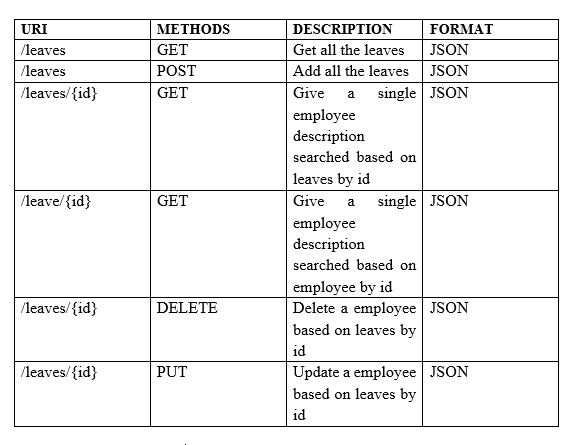 URI METHODS DESCRIPTION FORMAT
/leaves GET Get all the leaves JSON
/leaves POST Add all the leaves JSON
/leaves/{id} GET Give a single JSON
employee
description
searched based on
leaves by id
/leave/{id} GET Give a single JSON
employee
description
searched based on
employee by id
/leaves/{id} DELETE Delete a employee JSON
based on leaves by
id
/leaves/{id} PUT Update a employee JSON
based on leaves by
id